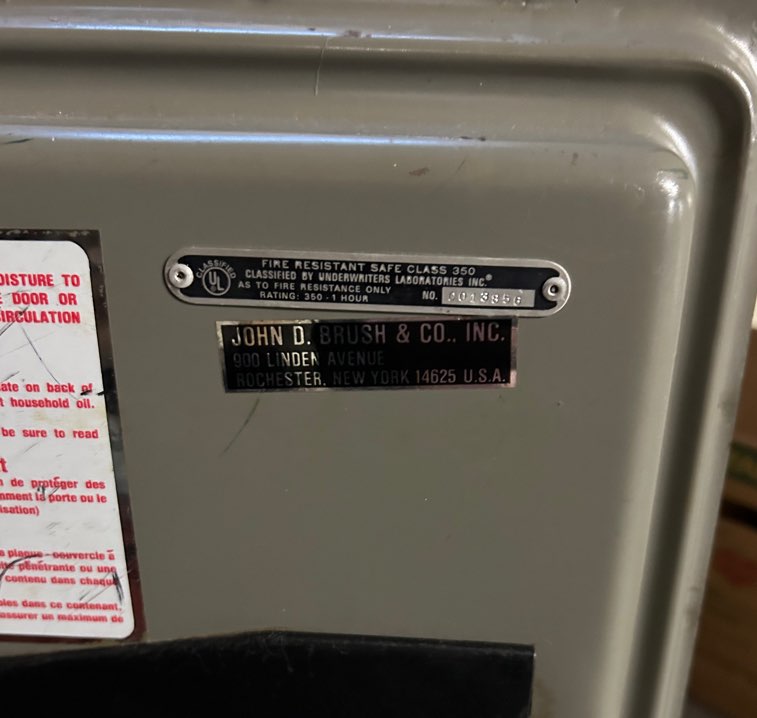 FIRE RESISTANT SAFE CLASS 350
CLASSIFIED
UL
CLASSIFIED BY UNDERWRITERS LABORATORIES INC.®
AS TO FIRE RESISTANCE ONLY
RATING: 350 - 1 HOUR
NO.
JOHN D. BRUSH & CO., INC.
900 LINDEN AVENUE
ROCHESTER, NEW YORK 14625 U.S.A.
OISTURE TO
DOOR OR
IRCULATION
ate on back of
t household oil.
be sure to read
t
n de protéger des
mment la porte ou le
isation)
a plaque - couvercle à
pénétrante ou une
contenu dans chaque
bles dans ce contenant,
assurer un maximum de